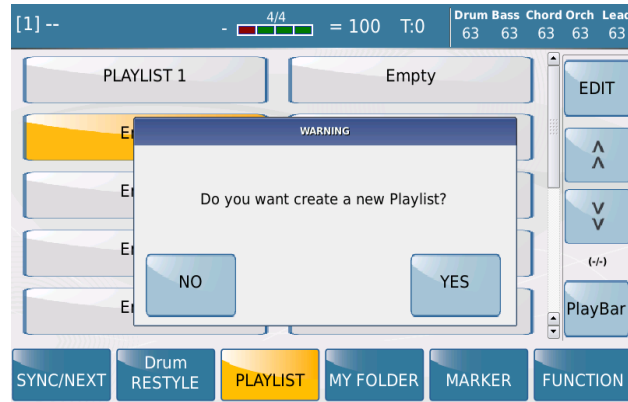 [1] --
- 4/4 = 100 T:0
Drum Bass Chord Orch Lead
63 63 63 63 63
PLAYLIST 1
Empty
EDIT
WARNING
Do you want create a new Playlist?
NO
YES
(-/-)
PlayBar
SYNC/NEXT
Drum
RESTYLE
PLAYLIST
MY FOLDER
MARKER
FUNCTION